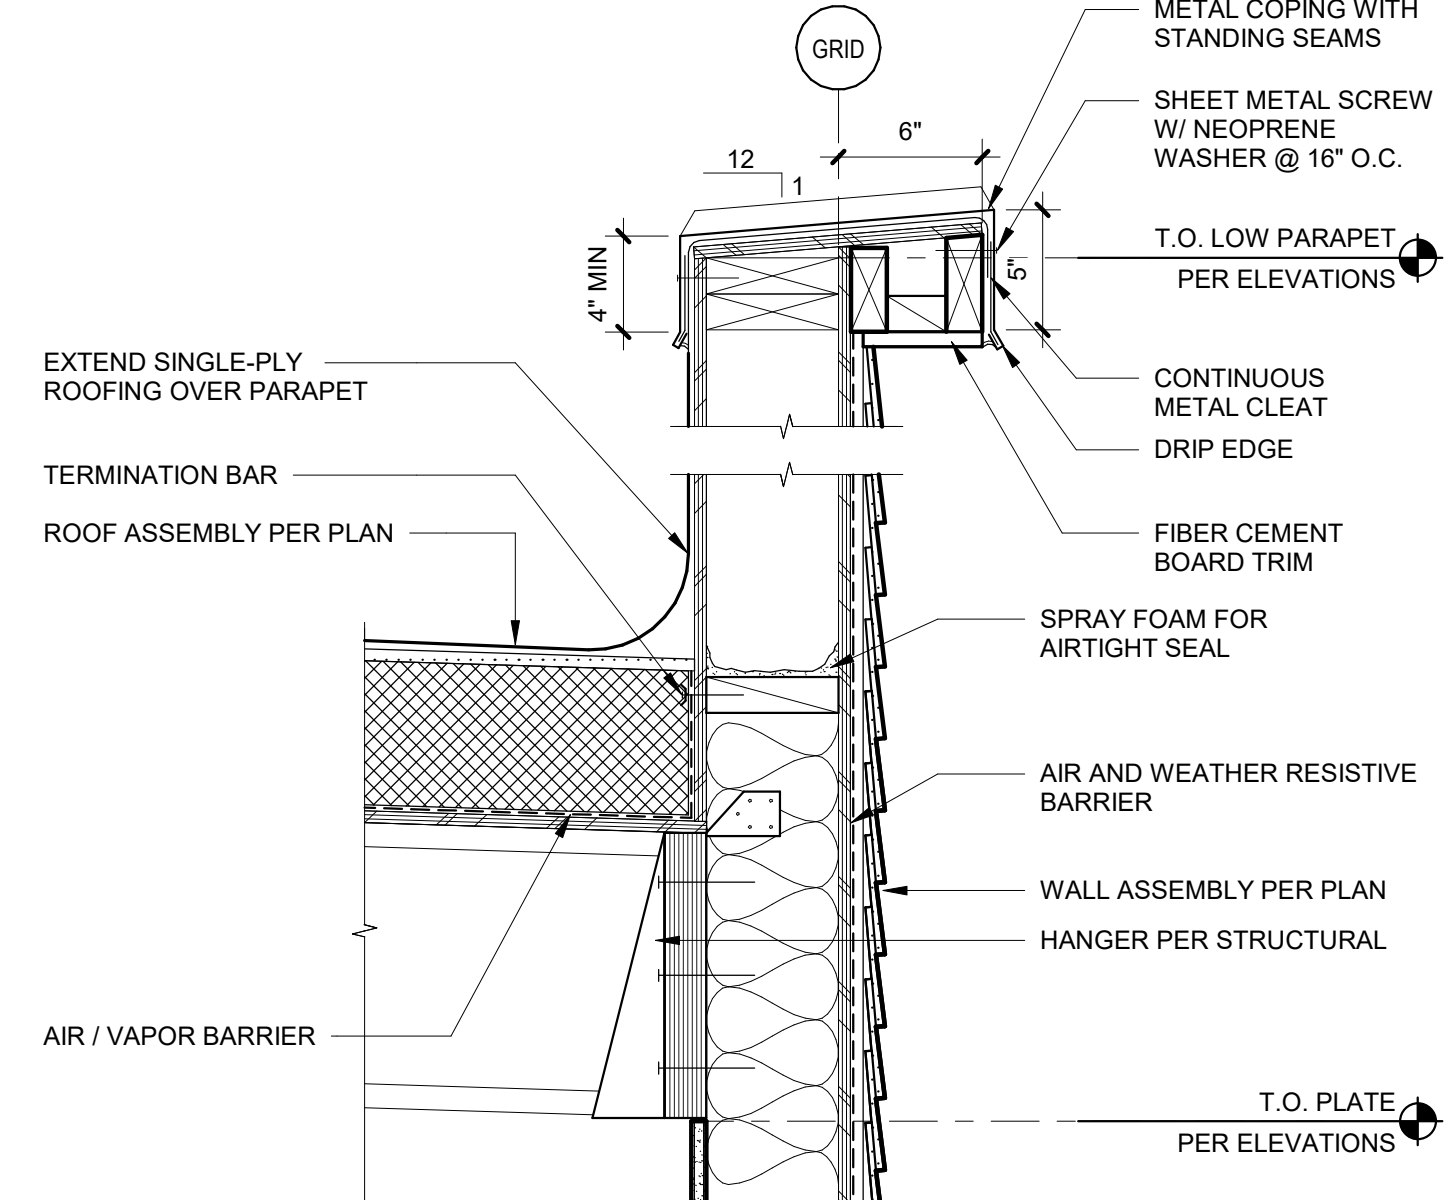 METAL COPING WITH
STANDING SEAMS
GRID
SHEET METAL SCREW
W/ NEOPRENE
WASHER @ 16" O.C.
6"
12
1
T.O. LOW PARAPET
PER ELEVATIONS
4" MIN
5"
EXTEND SINGLE-PLY
ROOFING OVER PARAPET
CONTINUOUS
METAL CLEAT
DRIP EDGE
TERMINATION BAR
ROOF ASSEMBLY PER PLAN
FIBER CEMENT
BOARD TRIM
SPRAY FOAM FOR
AIRTIGHT SEAL
AIR AND WEATHER RESISTIVE
BARRIER
WALL ASSEMBLY PER PLAN
HANGER PER STRUCTURAL
AIR / VAPOR BARRIER
T.O. PLATE
PER ELEVATIONS